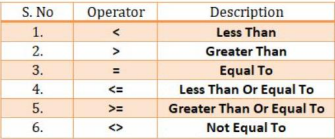 S. No Operator Description
1. < Less Than
2. > Greater Than
3. = Equal To
4. <= Less Than Or Equal To
5. >= Greater Than Or Equal To
6. <> Not Equal To